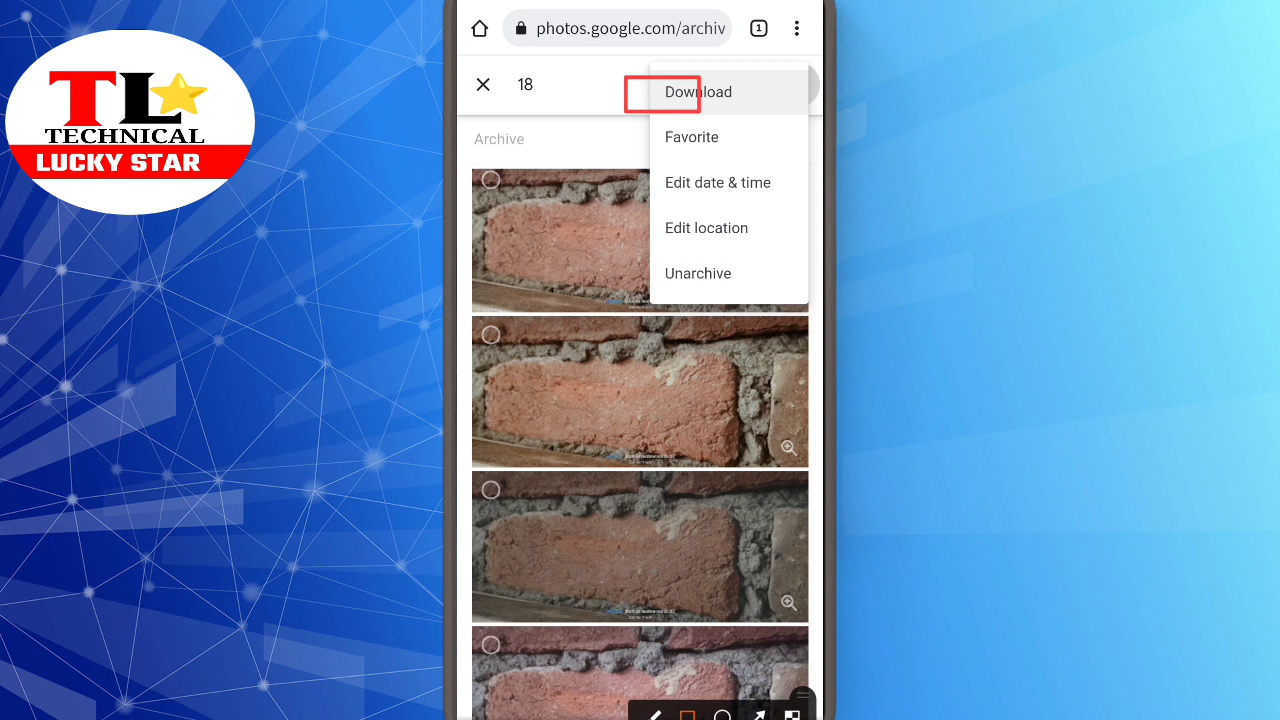 TL
TECHNICAL
LUCKY STAR
photos.google.com/archiv
1
18
Download
Favorite
Edit date & time
Edit location
Unarchive
Archive